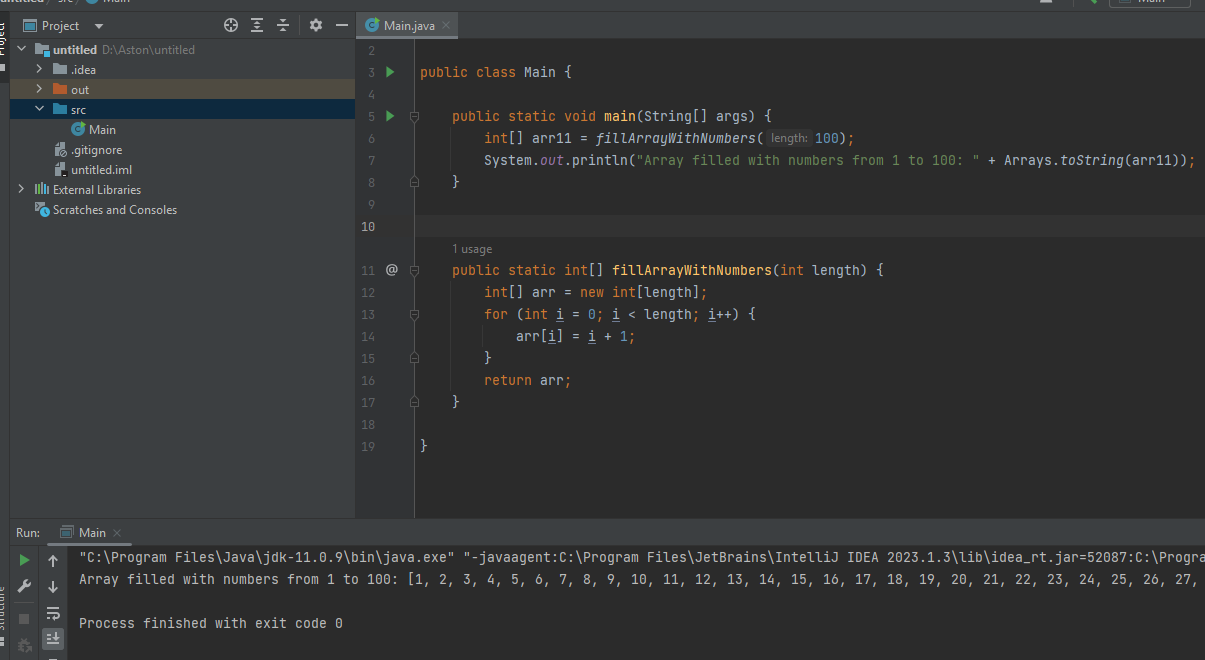 Project
Main.java
untitled D:\Aston\untitled
.idea
out
src
Main
.gitignore
untitled.iml
External Libraries
Scratches and Consoles
2
3 public class Main {
4
5 public static void main(String[] args) {
6 int[] arr11 = fillArrayWithNumbers( length: 100);
7 System.out.println("Array filled with numbers from 1 to 100: " + Arrays.toString(arr11));
8 }
9
10
1 usage
11 @ public static int[] fillArrayWithNumbers(int length) {
12 int[] arr = new int[length];
13 for (int i = 0; i < length; i++) {
14 arr[i] = i + 1;
15 }
16 return arr;
17 }
18
19 }
Run: Main
"C:\Program Files\Java\jdk-11.0.9\bin\java.exe" "-javaagent:C:\Program Files\JetBrains\IntelliJ IDEA 2023.1.3\lib\idea_rt.jar=52087:C:\Progra
Array filled with numbers from 1 to 100: [1, 2, 3, 4, 5, 6, 7, 8, 9, 10, 11, 12, 13, 14, 15, 16, 17, 18, 19, 20, 21, 22, 23, 24, 25, 26, 27,
Process finished with exit code 0